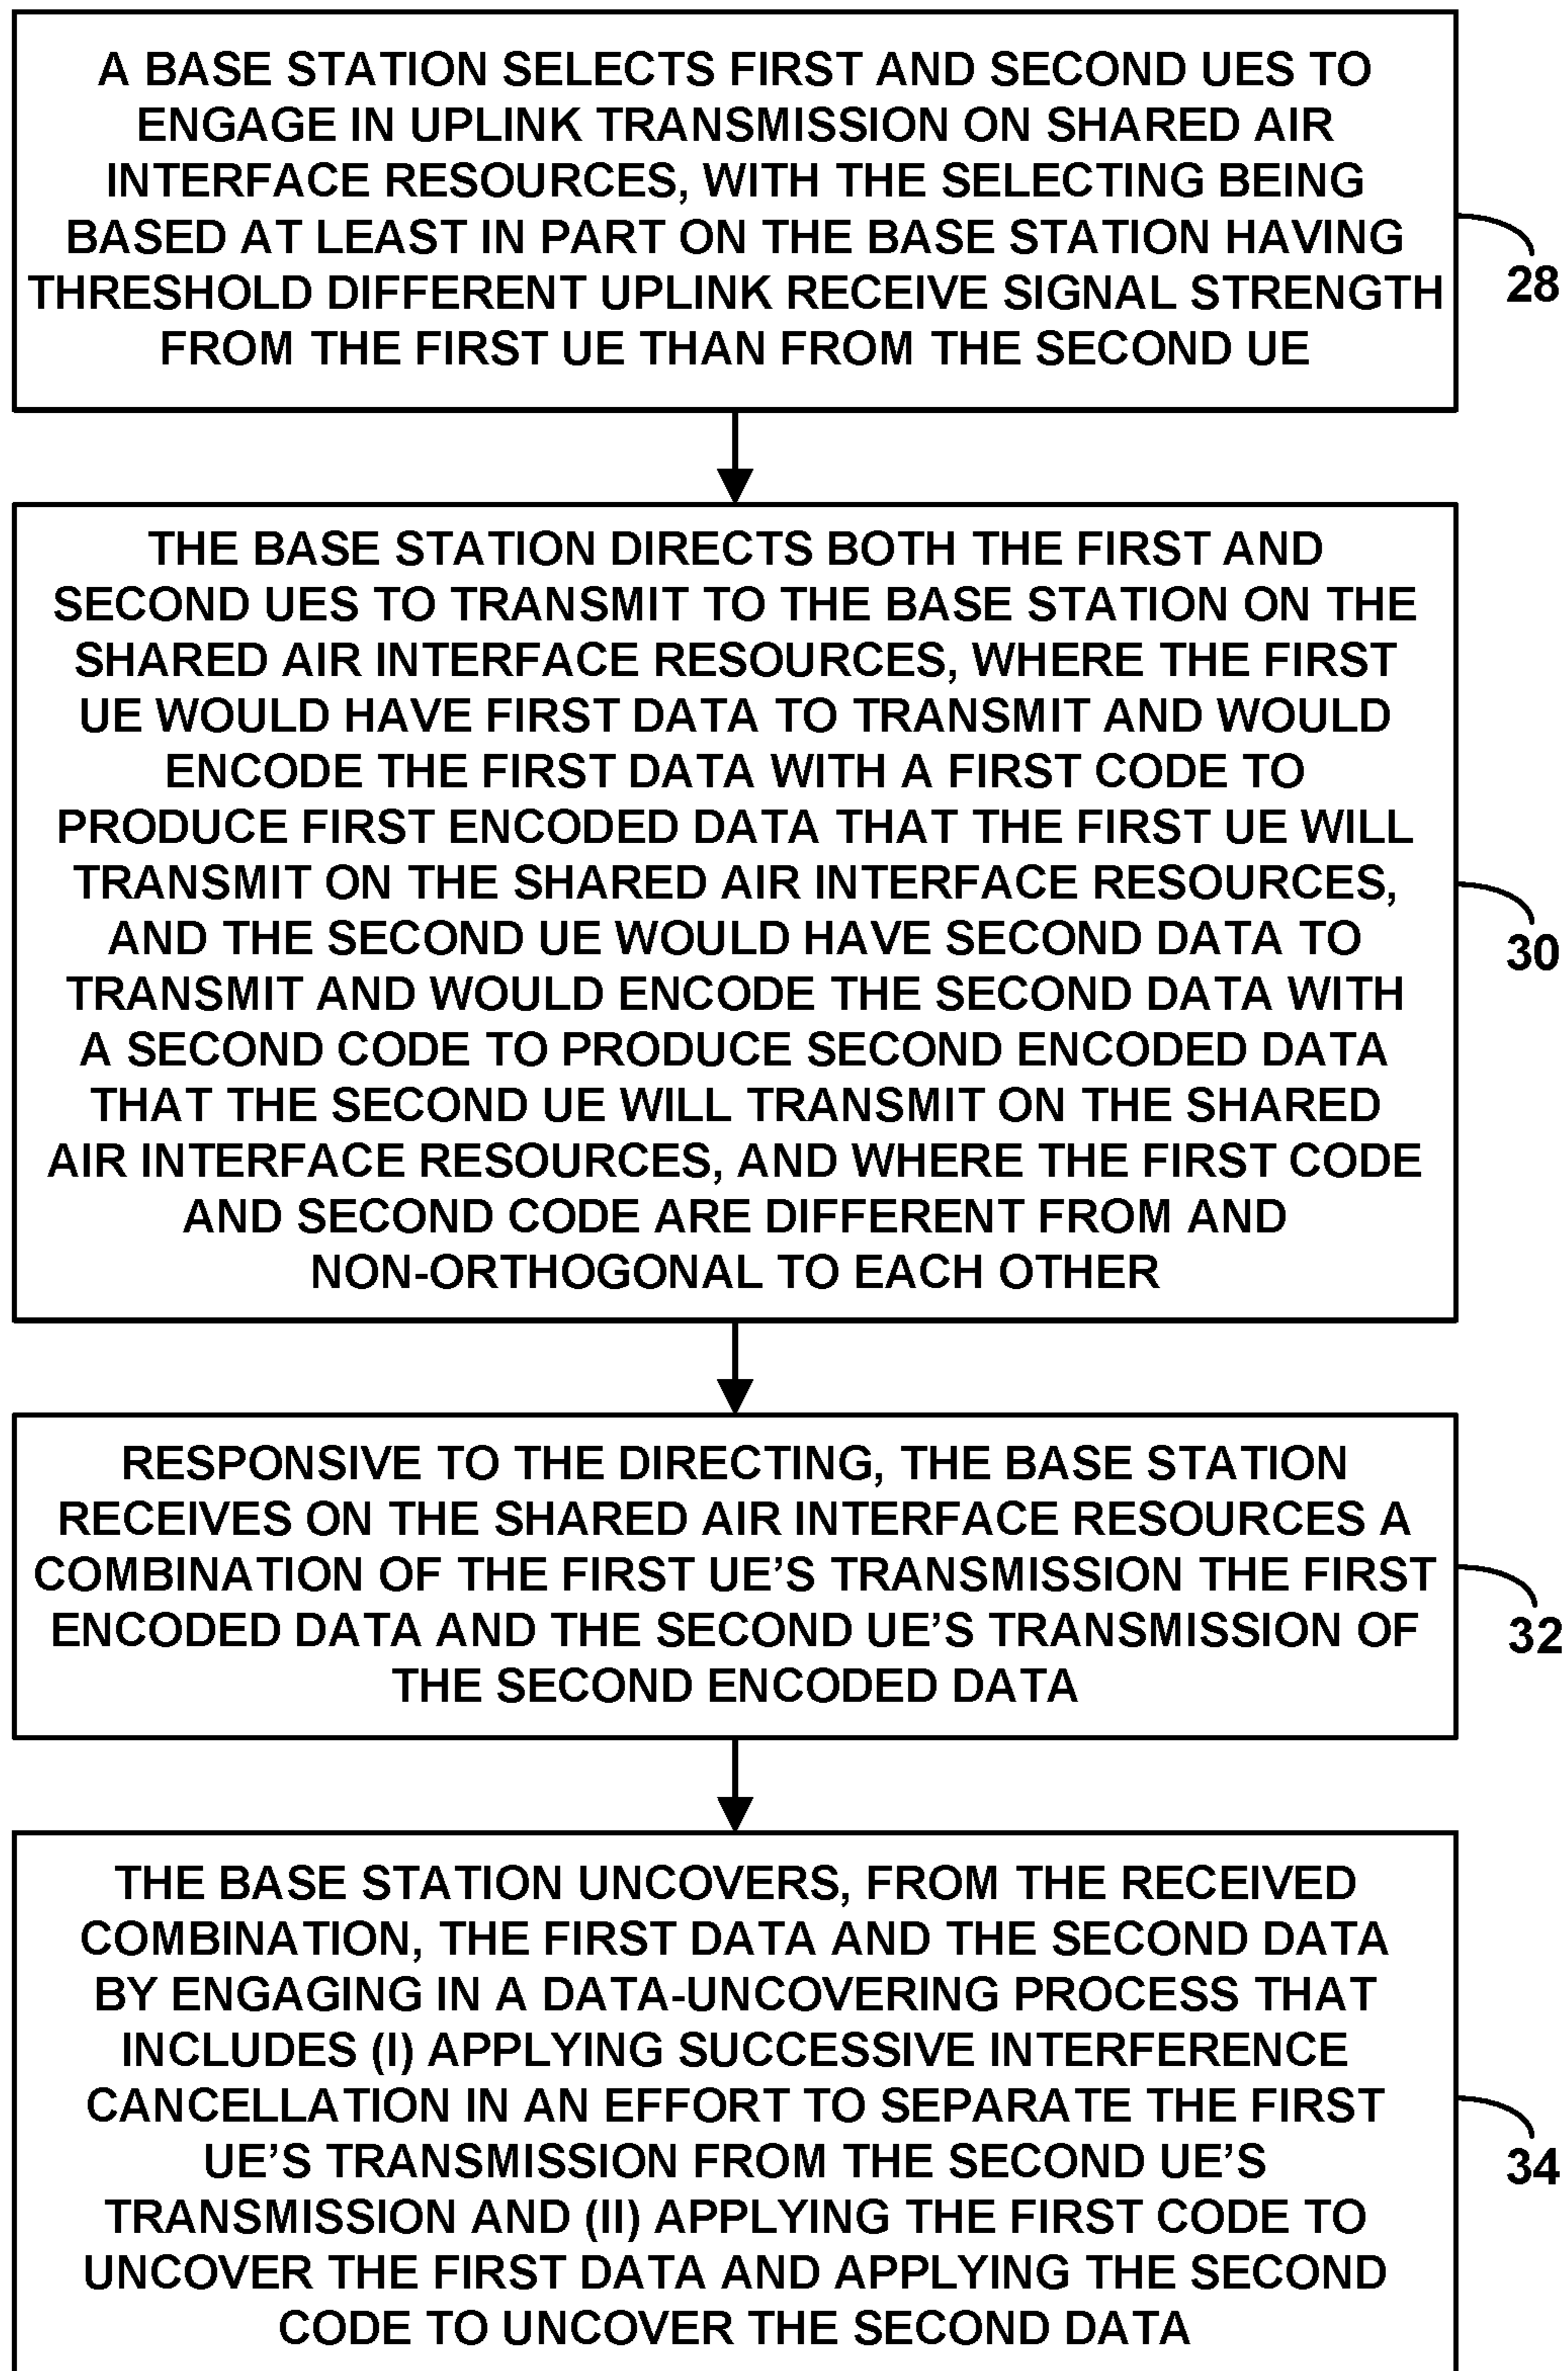 A BASE STATION SELECTS FIRST AND SECOND UES TO
ENGAGE IN UPLINK TRANSMISSION ON SHARED AIR
INTERFACE RESOURCES, WITH THE SELECTING BEING
BASED AT LEAST IN PART ON THE BASE STATION HAVING
THRESHOLD DIFFERENT UPLINK RECEIVE SIGNAL STRENGTH
FROM THE FIRST UE THAN FROM THE SECOND UE
28
THE BASE STATION DIRECTS BOTH THE FIRST AND
SECOND UES TO TRANSMIT TO THE BASE STATION ON THE
SHARED AIR INTERFACE RESOURCES, WHERE THE FIRST
UE WOULD HAVE FIRST DATA TO TRANSMIT AND WOULD
ENCODE THE FIRST DATA WITH A FIRST CODE TO
PRODUCE FIRST ENCODED DATA THAT THE FIRST UE WILL
TRANSMIT ON THE SHARED AIR INTERFACE RESOURCES,
AND THE SECOND UE WOULD HAVE SECOND DATA TO
TRANSMIT AND WOULD ENCODE THE SECOND DATA WITH
A SECOND CODE TO PRODUCE SECOND ENCODED DATA
THAT THE SECOND UE WILL TRANSMIT ON THE SHARED
AIR INTERFACE RESOURCES, AND WHERE THE FIRST CODE
AND SECOND CODE ARE DIFFERENT FROM AND
NON-ORTHOGONAL TO EACH OTHER
30
RESPONSIVE TO THE DIRECTING, THE BASE STATION
RECEIVES ON THE SHARED AIR INTERFACE RESOURCES A
COMBINATION OF THE FIRST UE’S TRANSMISSION THE FIRST
ENCODED DATA AND THE SECOND UE’S TRANSMISSION OF
THE SECOND ENCODED DATA
32
THE BASE STATION UNCOVERS, FROM THE RECEIVED
COMBINATION, THE FIRST DATA AND THE SECOND DATA
BY ENGAGING IN A DATA-UNCOVERING PROCESS THAT
INCLUDES (I) APPLYING SUCCESSIVE INTERFERENCE
CANCELLATION IN AN EFFORT TO SEPARATE THE FIRST
UE’S TRANSMISSION FROM THE SECOND UE’S
TRANSMISSION AND (II) APPLYING THE FIRST CODE TO
UNCOVER THE FIRST DATA AND APPLYING THE SECOND
CODE TO UNCOVER THE SECOND DATA
34